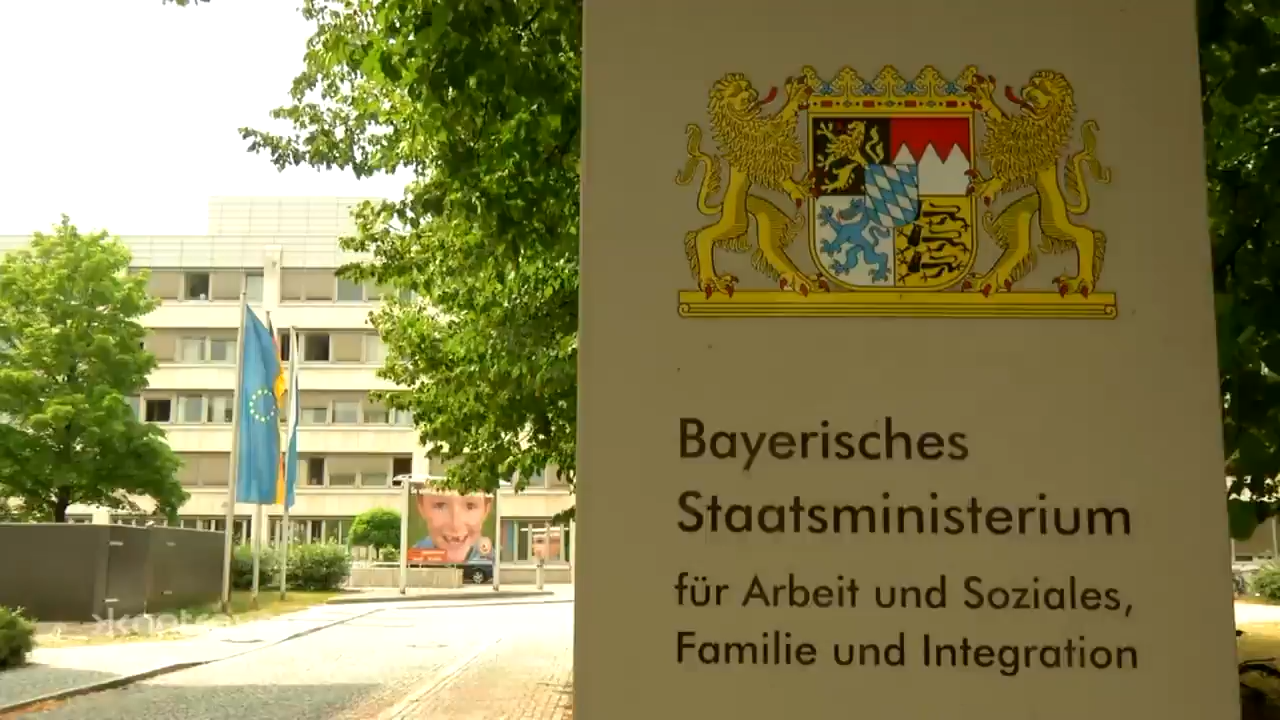 Bayerisches
Staatsministerium
für Arbeit und Soziales,
Familie und Integration